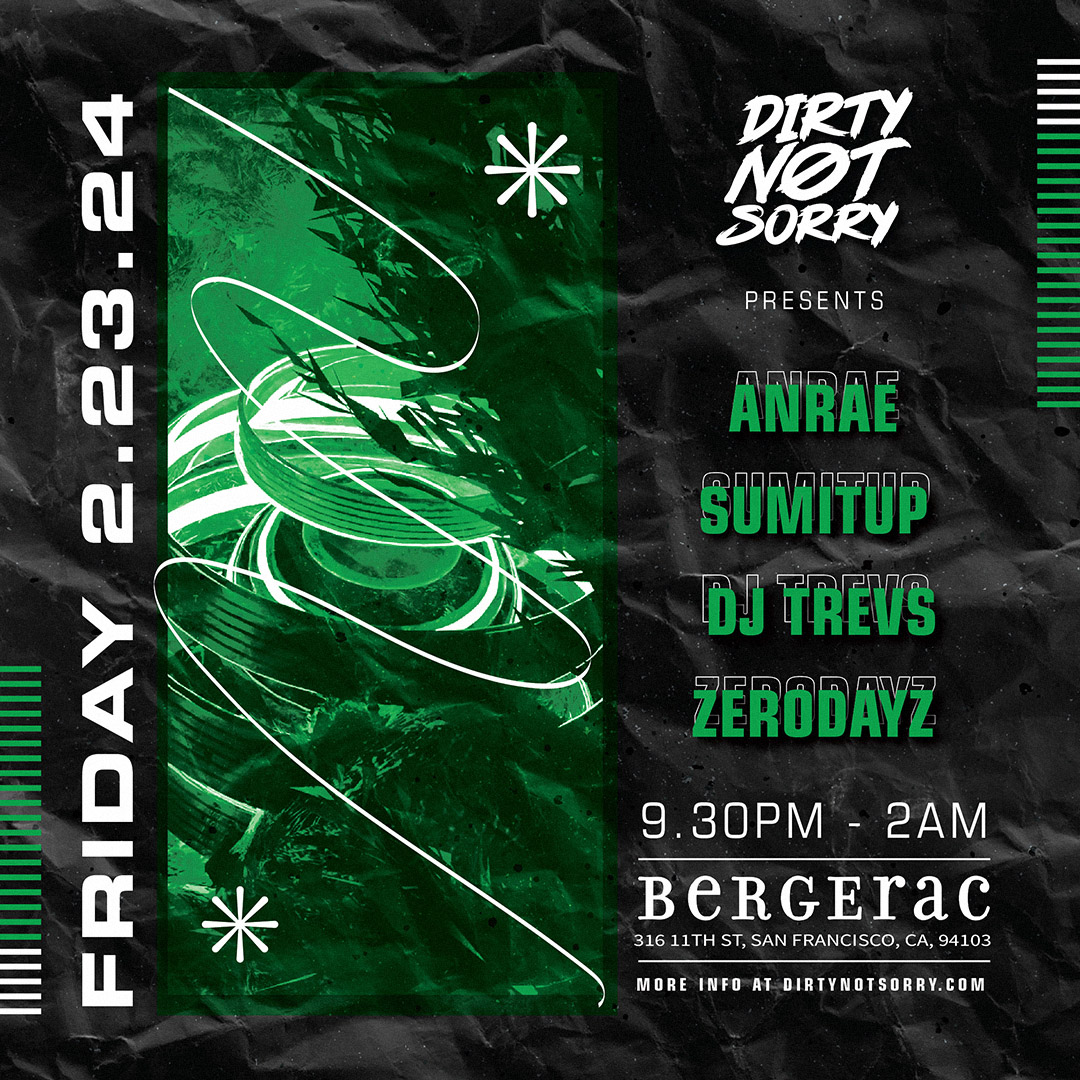 FRIDAY 2.23.24
DIRTY
NØT
SORRY
PRESENTS
ANRAE
SUMITUP
DJ TREVS
ZERODAYZ
9.30PM - 2AM
BeRGErac
316 11TH ST, SAN FRANCISCO, CA, 94103
MORE INFO AT DIRTYNOTSORRY.COM